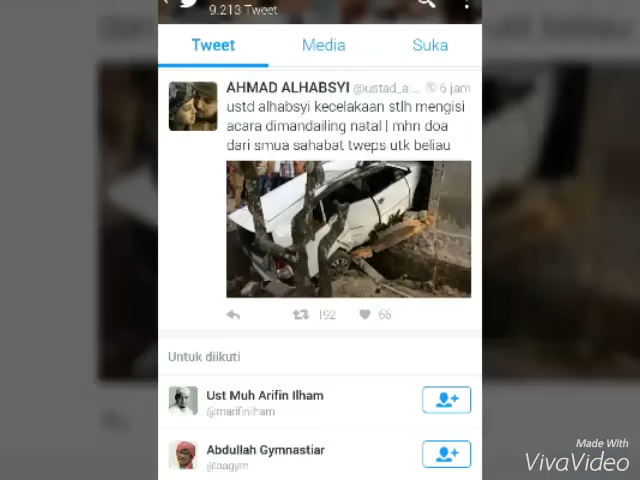 9.213 Tweet
Tweet
Media
Suka
AHMAD ALHABSYI @ustad_al... 6 jam
ustd alhabsyi kecelakaan stlh mengisi
acara dimandailing natal | mhn doa
dari smua sahabat tweps utk beliau
192
66
Untuk diikuti
Ust Muh Arifin Ilham
@marifinilham
Abdullah Gymnastiar
@aagym
Made With
VivaVideo